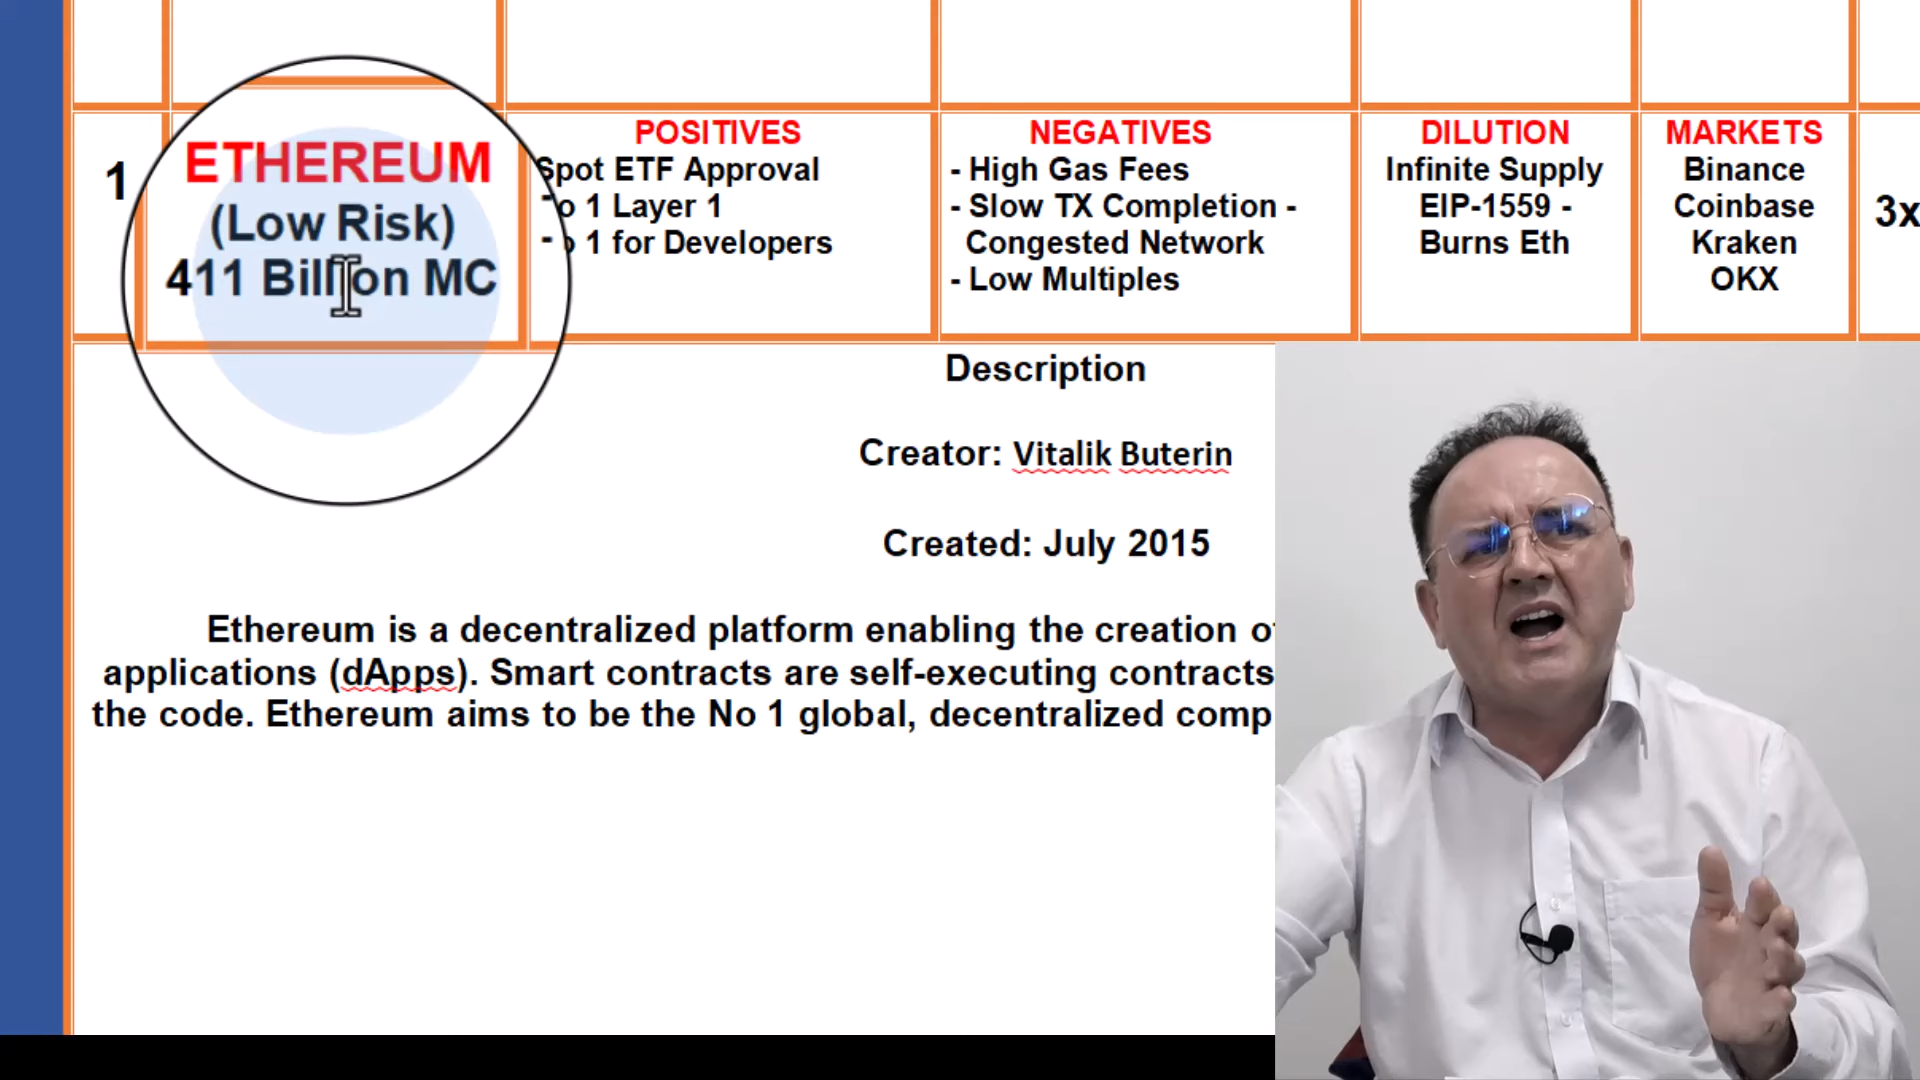 1
ETHEREUM
(Low Risk)
411 Billion MC
POSITIVES
Spot ETF Approval
- o 1 Layer 1
- o 1 for Developers
NEGATIVES
- High Gas Fees
- Slow TX Completion -
Congested Network
- Low Multiples
DILUTION
Infinite Supply
EIP-1559 -
Burns Eth
MARKETS
Binance
Coinbase
Kraken
OKX
3x
Description
Creator: Vitalik Buterin
Created: July 2015
Ethereum is a decentralized platform enabling the creation
applications (dApps). Smart contracts are self-executing contracts
the code. Ethereum aims to be the No 1 global, decentralized comp